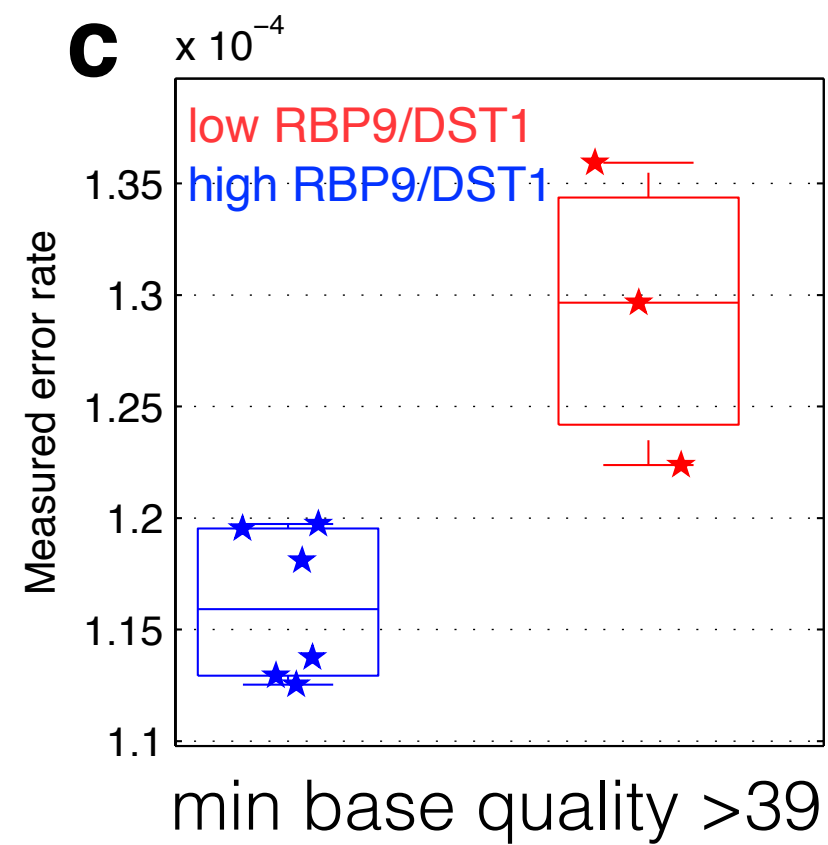 c
x 10⁻⁴
low RBP9/DST1
high RBP9/DST1
1.35
1.3
1.25
1.2
1.15
1.1
Measured error rate
min base quality >39